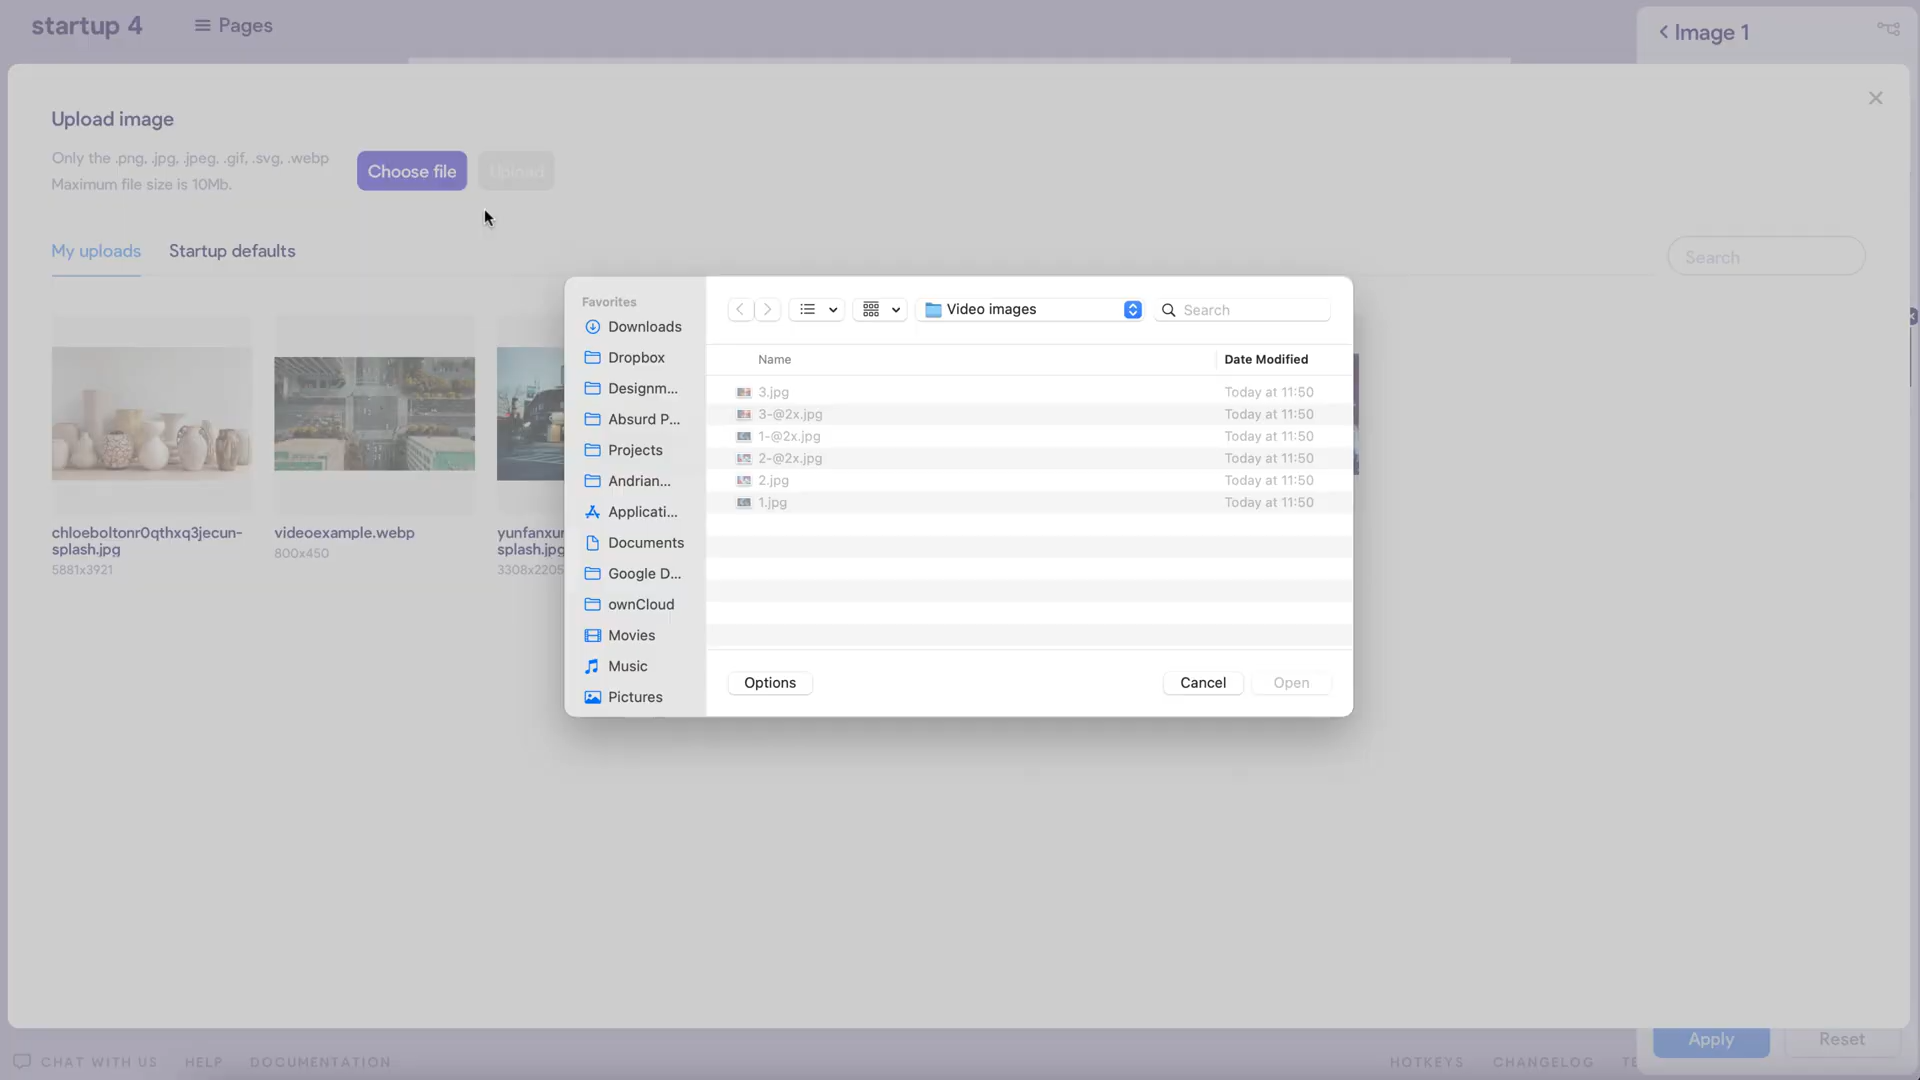 startup 4
Pages
Image 1
Upload image
Only the .png, .jpg, .jpeg. .gif, .svg, .webp
Maximum file size is 10Mb.
Choose file
Upload
My uploads
Startup defaults
Search
chloeboltonr0qthxq3jecun-
splash.jpg
5881x3921
videoexample.webp
800x450
splash.jpg
3308x2205
Favorites
Downloads
Dropbox
Designm...
Absurd P...
Projects
Andrian...
Applicati...
Documents
Google D...
ownCloud
Movies
Music
Pictures
Video images
Search
Name
Date Modified
3.jpg
Today at 11:50
3-@2x.jpg
Today at 11:50
1-@2x.jpg
Today at 11:50
2-@2x.jpg
Today at 11:50
2.jpg
Today at 11:50
1.jpg
Today at 11:50
Options
Cancel
Open
Apply
Reset
CHAT WITH US
HELP
DOCUMENTATION
HOTKEYS
CHANGELOG